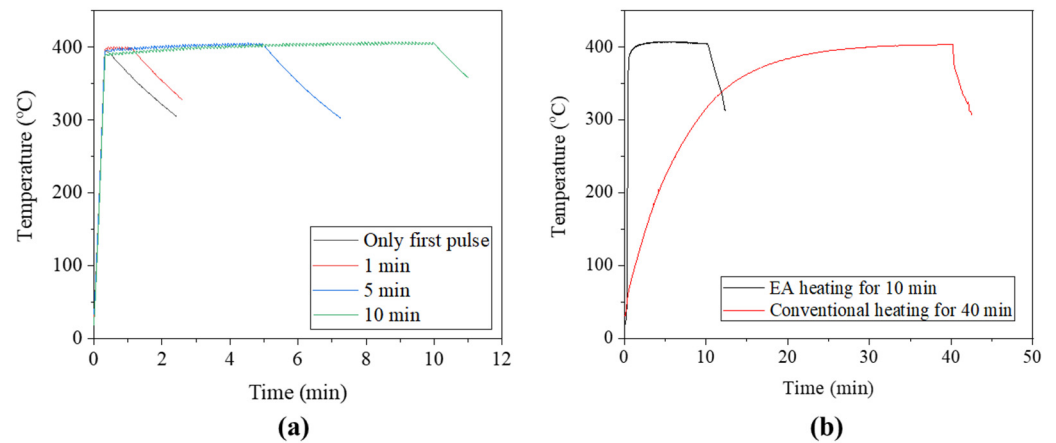 Temperature (°C)
400
300
200
100
0
Only first pulse
1 min
5 min
10 min
0 2 4 6 8 10 12
Time (min)
(a)
Temperature (°C)
400
300
200
100
0
EA heating for 10 min
Conventional heating for 40 min
0 10 20 30 40 50
Time (min)
(b)